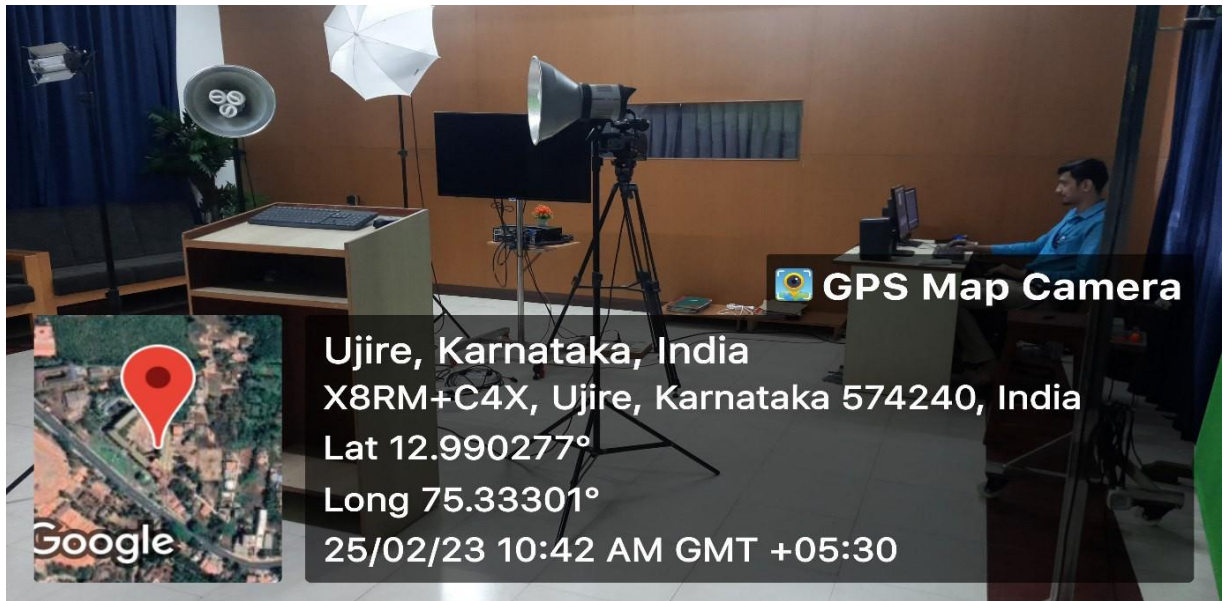 GPS Map Camera
Ujire, Karnataka, India
X8RM+C4X, Ujire, Karnataka 574240, India
Lat 12.990277°
Long 75.33301°
25/02/23 10:42 AM GMT +05:30
Google